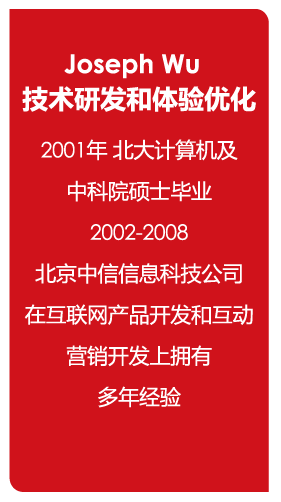 Joseph Wu
技术研发和体验优化
2001年 北大计算机及
中科院硕士毕业
2002-2008
北京中信信息科技公司
在互联网产品开发和互动
营销开发上拥有
多年经验